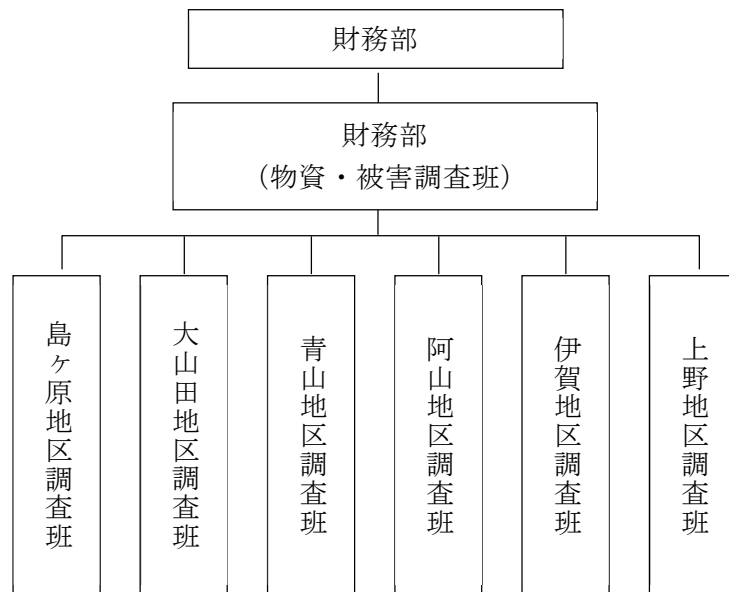 財務部
財務部
（物資・被害調査班）
上野地区調査班
伊賀地区調査班
阿山地区調査班
青山地区調査班
大山田地区調査班
島ヶ原地区調査班